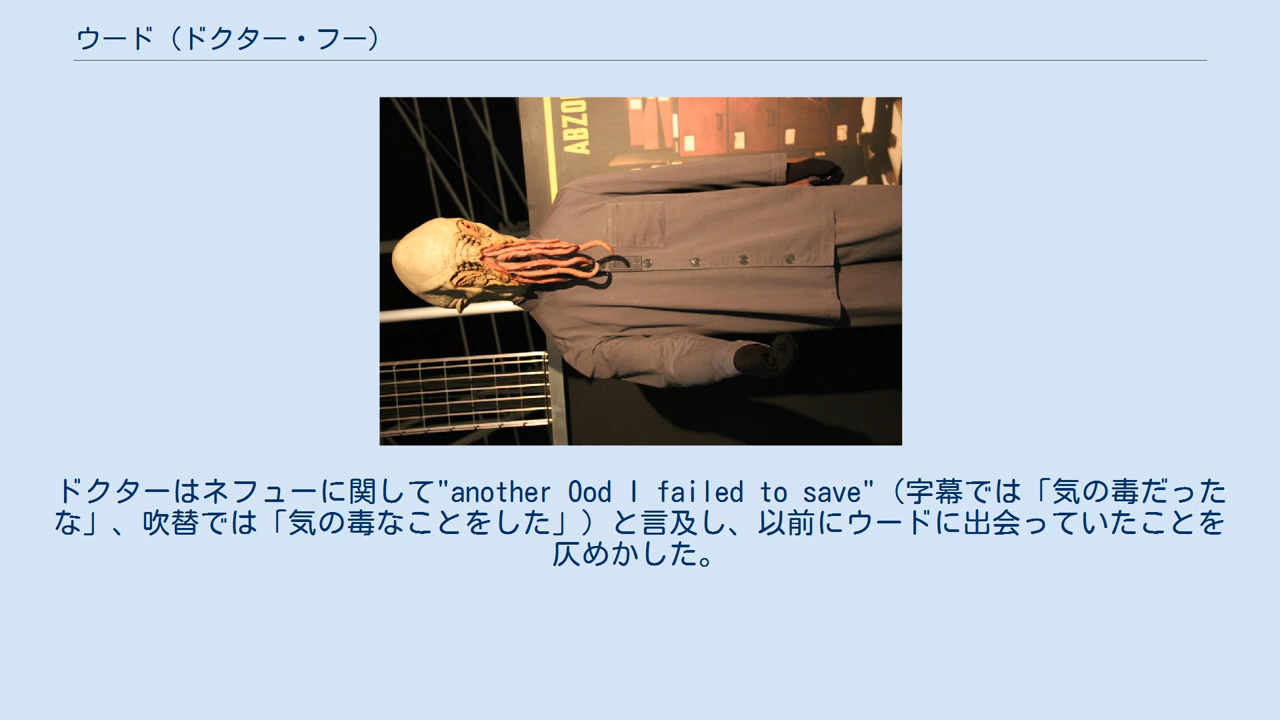 ウード（ドクター・フー）
ABZO
ドクターはネフューに関して"another Ood I failed to save"（字幕では「気の毒だった
な」、吹替では「気の毒なことをした」）と言及し、以前にウードに出会っていたことを
仄めかした。